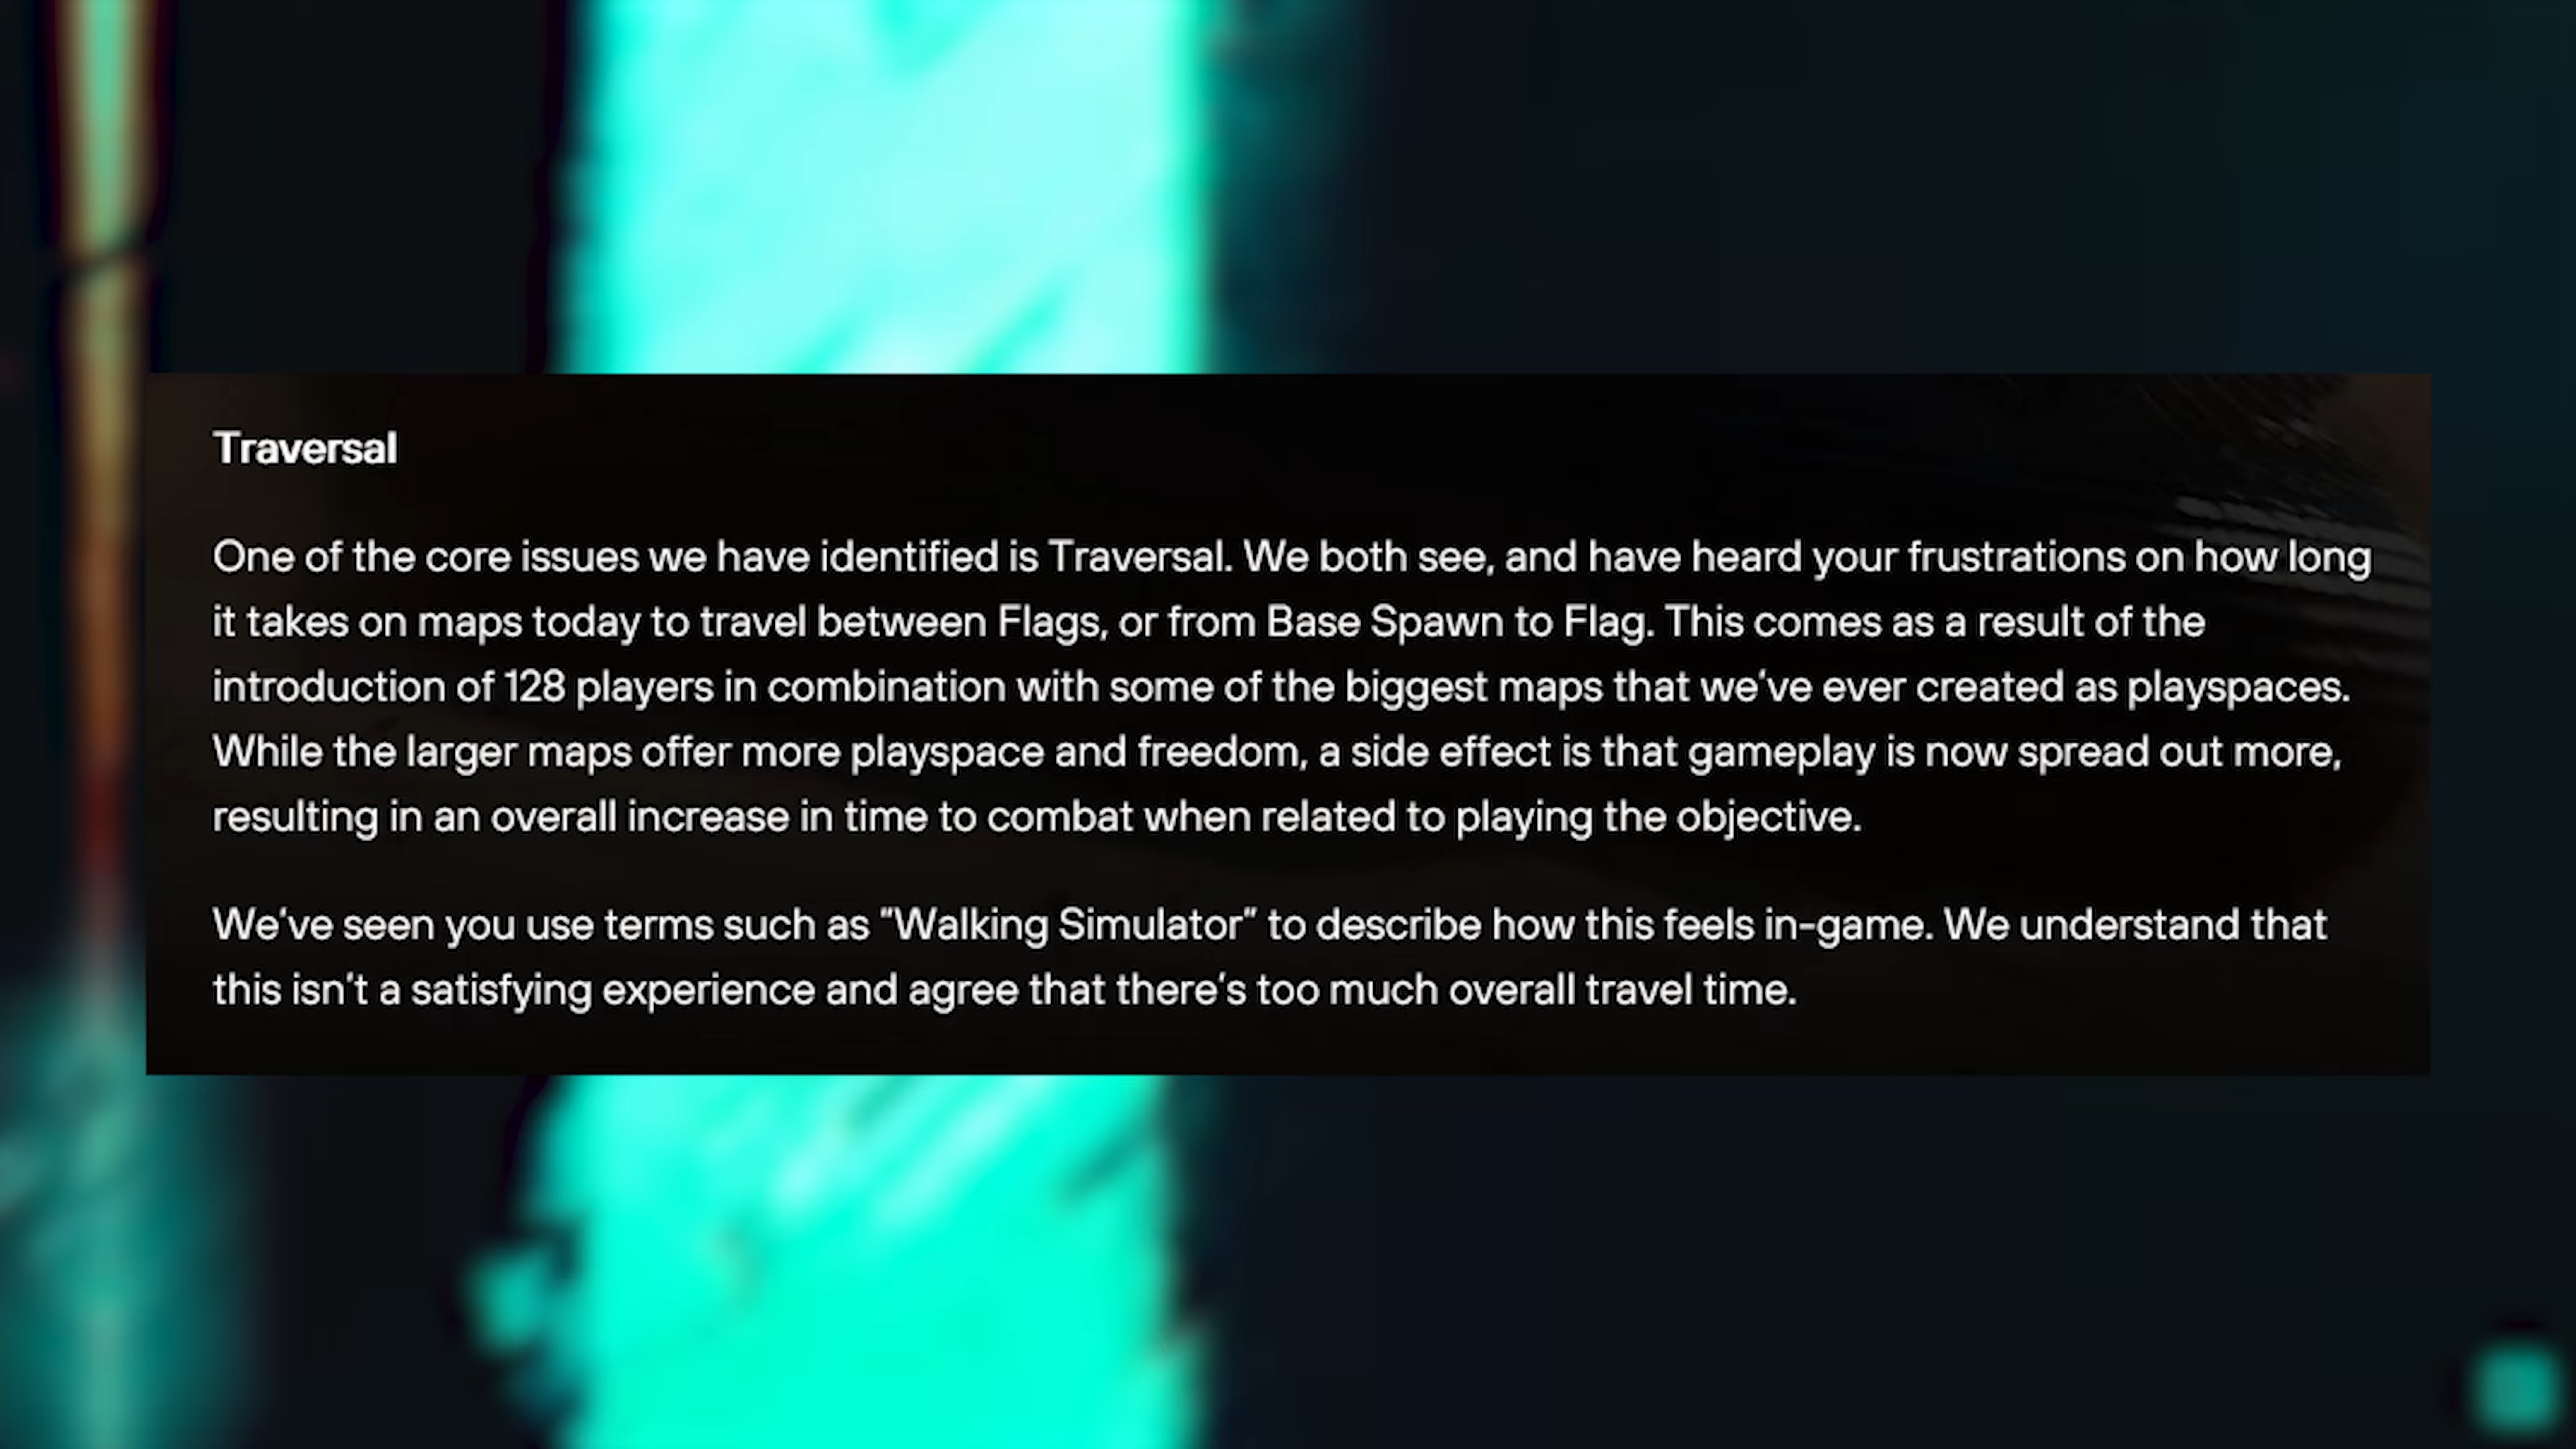 Traversal
One of the core issues we have identified is Traversal. We both see, and have heard your frustrations on how long
it takes on maps today to travel between Flags, or from Base Spawn to Flag. This comes as a result of the
introduction of 128 players in combination with some of the biggest maps that we've ever created as playspaces.
While the larger maps offer more playspace and freedom, a side effect is that gameplay is now spread out more,
resulting in an overall increase in time to combat when related to playing the objective.
We've seen you use terms such as "Walking Simulator" to describe how this feels in-game. We understand that
this isn't a satisfying experience and agree that there's too much overall travel time.